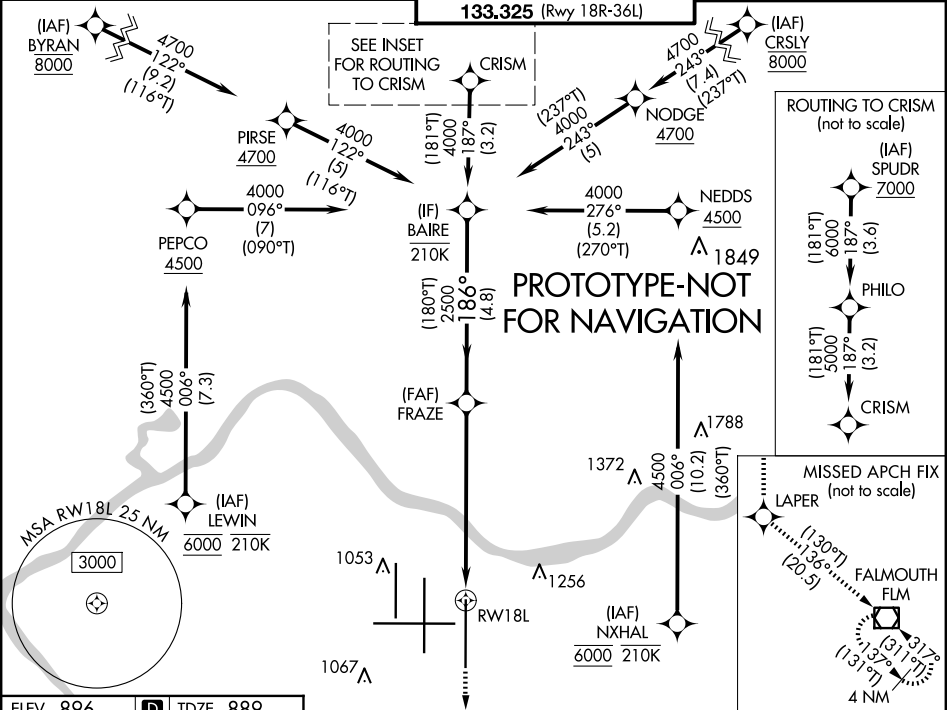 133.325 (Rwy 18R-36L)
(IAF)
BYRAN
8000
4700
122°
(9.2)
(116°T)
SEE INSET
FOR ROUTING
TO CRISM
CRISM
(181°T)
4000
187°
(3.2)
4700
243°
(7.4)
(237°T)
(IAF)
CRSLY
8000
PIRSE
4700
4000
122°
(5)
(116°T)
(237°T)
4000
243°
(5)
NODGE
4700
ROUTING TO CRISM
(not to scale)
(IAF)
SPUDR
7000
(181°T)
6000
187°
(3.6)
PHILO
(181°T)
5000
187°
(3.2)
CRISM
4000
096°
(7)
(090°T)
PEPCO
4500
(IF)
BAIRE
210K
4000
276°
(5.2)
(270°T)
NEDDS
4500
1849
(180°T)
2500
186°
(4.8)
PROTOTYPE-NOT
FOR NAVIGATION
(360°T)
4500
006°
(7.3)
(FAF)
FRAZE
1788
1372
4500
006°
(10.2)
(360°T)
MISSED APCH FIX
(not to scale)
LAPER
(130°T)
136°
(20.5)
FALMOUTH
FLM
317°
(311°T)
137°
(131°T)
4 NM
(IAF)
LEWIN
6000 210K
MSA RW18L 25 NM
3000
1053
1256
RW18L
(IAF)
NXHAL
6000 210K
1067
ELEV 896 D TDZE 889